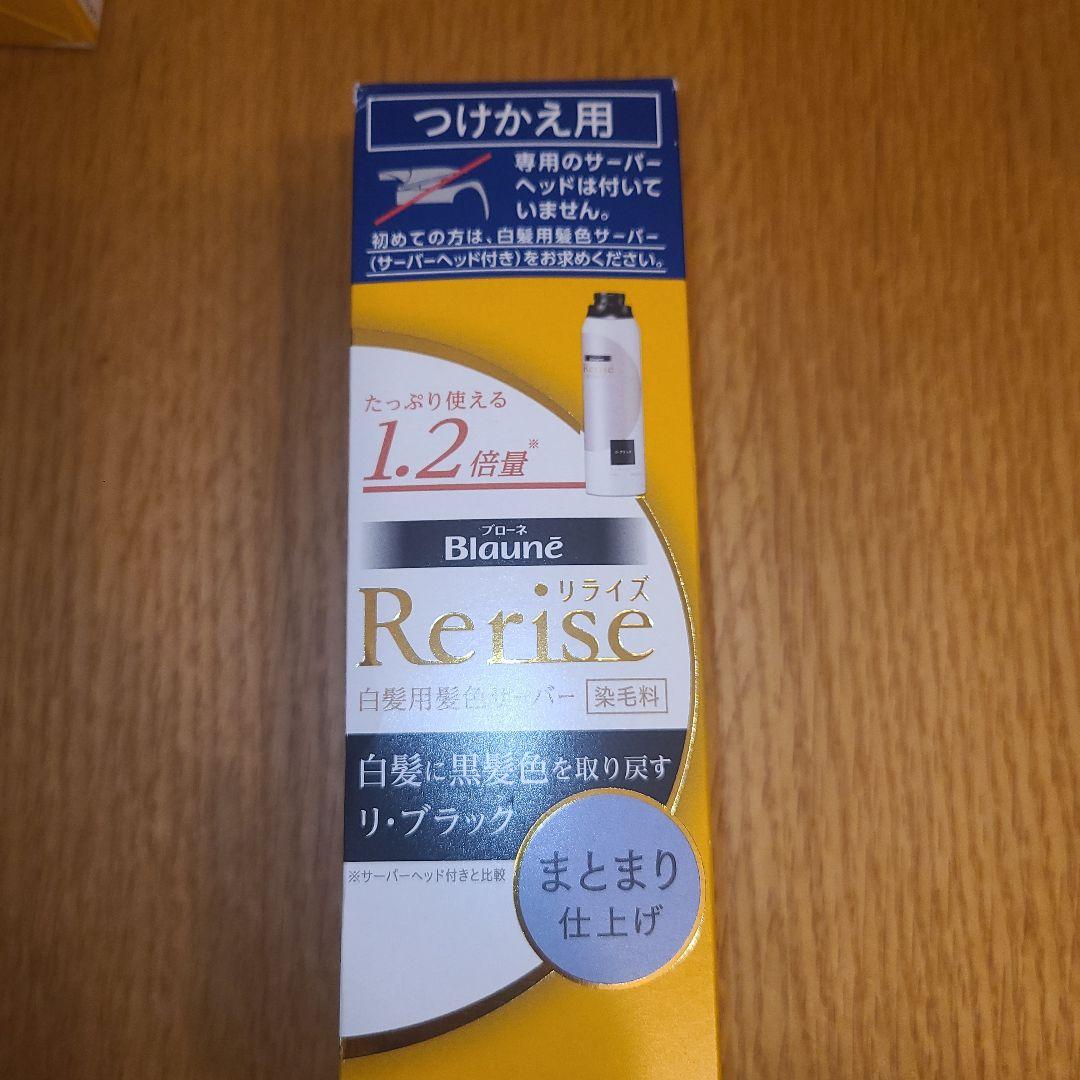 つけかえ用
専用のサーバー
ヘッドは付いて
いません。
初めての方は、白髪用髪色サーバー
(サーバーヘッド付き)をお求めください。
Rerise
たっぷり使える
1.2倍量※
ブローネ
Blaunē
リライズ
Rerise
白髪用髪色サーバー 染毛料
白髪に黒髪色を取り戻す
リ・ブラック
※サーバーヘッド付きと比較
まとまり
仕上げ